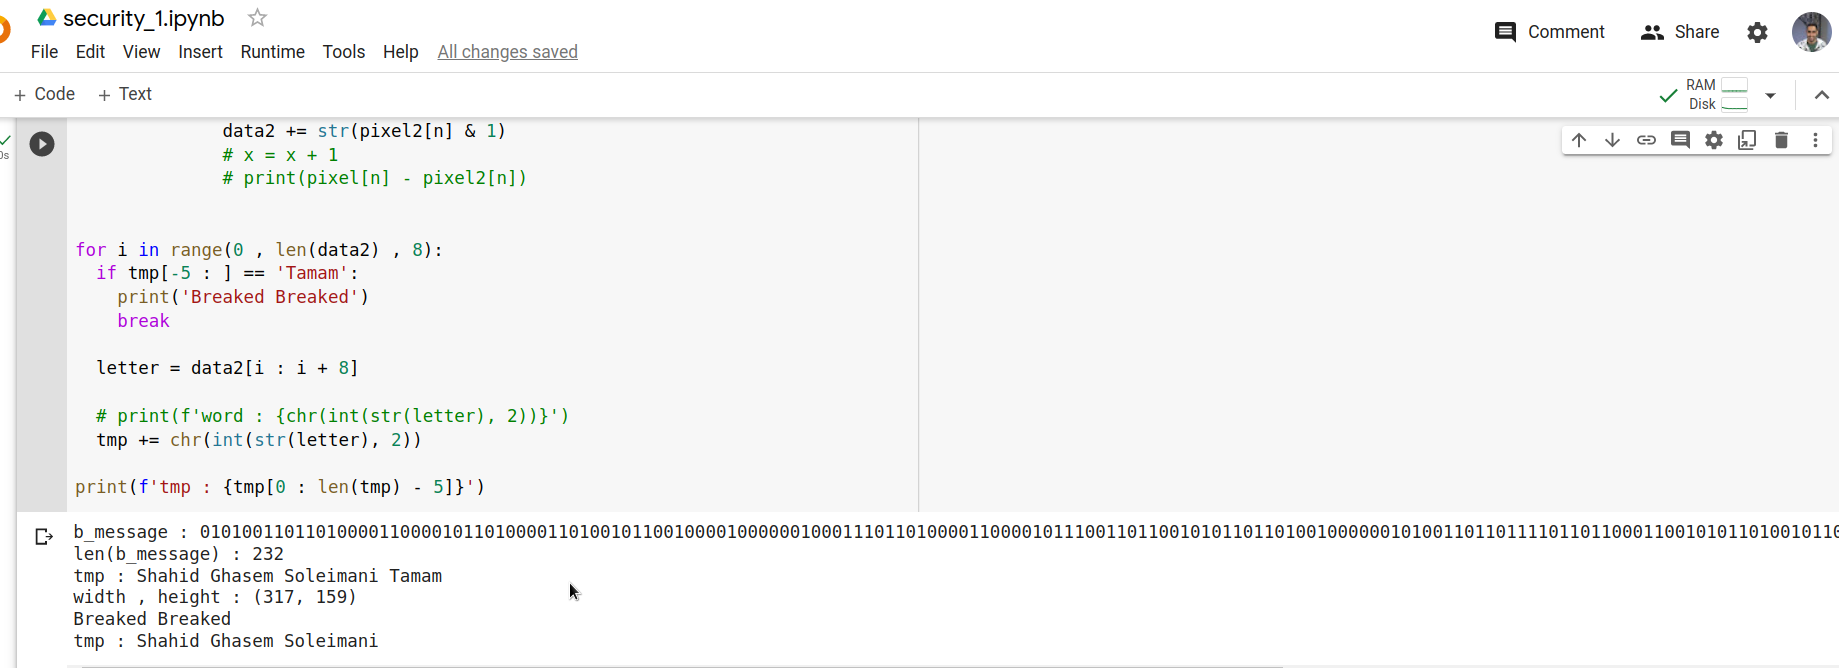 security_1.ipynb
File Edit View Insert Runtime Tools Help All changes saved
Comment Share
+ Code + Text
RAM
Disk
0s
data2 += str(pixel2[n] & 1)
# x = x + 1
# print(pixel[n] - pixel2[n])
for i in range(0 , len(data2) , 8):
if tmp[-5 : ] == 'Tamam':
print('Breaked Breaked')
break
letter = data2[i : i + 8]
# print(f'word : {chr(int(str(letter), 2))}')
tmp += chr(int(str(letter), 2))
print(f'tmp : {tmp[0 : len(tmp) - 5]}')
b_message : 010100110110100001100001011010000110100101100100001000000100011101101000011000010111001101100101011011010010000001010011011011110110110001100101011010010110
len(b_message) : 232
tmp : Shahid Ghasem Soleimani Tamam
width , height : (317, 159)
Breaked Breaked
tmp : Shahid Ghasem Soleimani